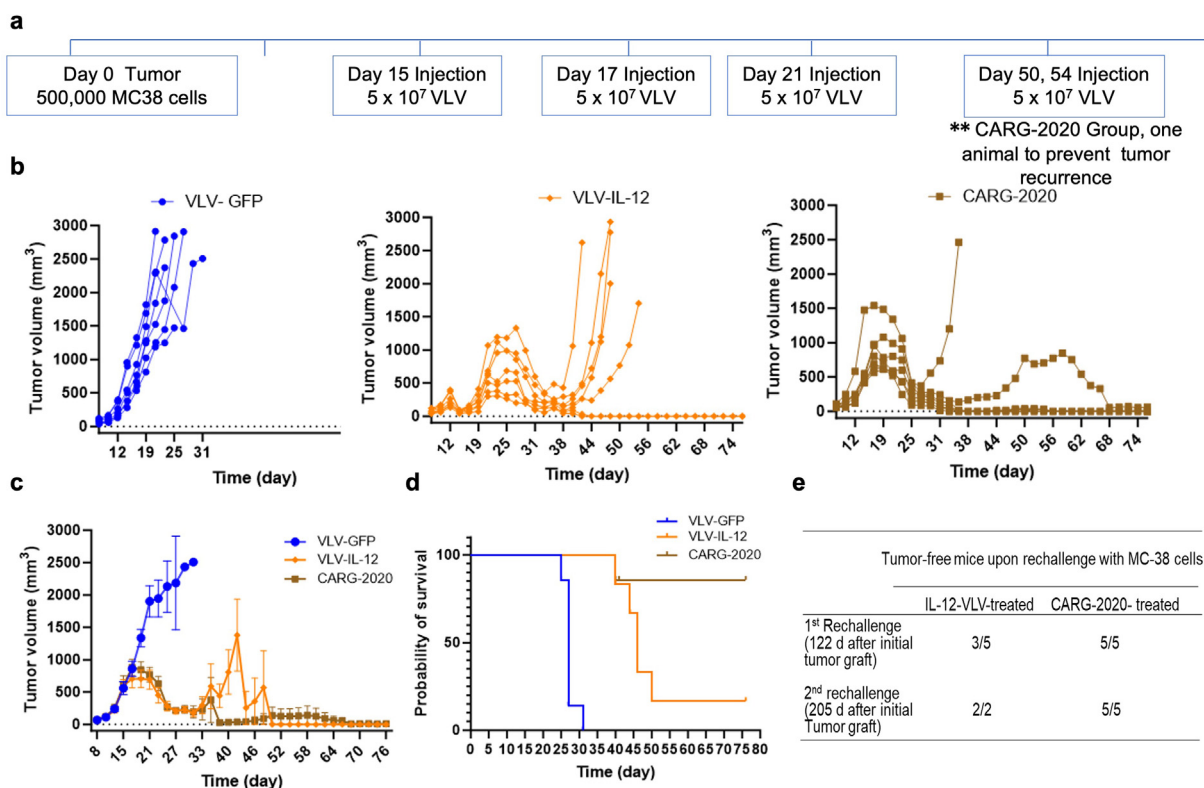 a
Day 0 Tumor
500,000 MC38 cells
Day 15 Injection
5 x 10⁷ VLV
Day 17 Injection
5 x 10⁷ VLV
Day 21 Injection
5 x 10⁷ VLV
Day 50, 54 Injection
5 x 10⁷ VLV
** CARG-2020 Group, one
animal to prevent tumor
recurrence
b
VLV- GFP
Tumor volume (mm³)
3000
2500
2000
1500
1000
500
0
12 19 25 31
Time (day)
VLV-IL-12
Tumor volume (mm³)
3000
2500
2000
1500
1000
500
0
12 19 25 31 38 44 50 56 62 68 74
Time (day)
CARG-2020
Tumor volume (mm³)
3000
2500
2000
1500
1000
500
0
12 19 25 31 38 44 50 56 62 68 74
Time (day)
c
VLV-GFP
VLV-IL-12
CARG-2020
Tumor volume (mm³)
3000
2500
2000
1500
1000
500
0
8 15 21 27 33 40 46 52 58 64 70 76
Time (day)
d
VLV-GFP
VLV-IL-12
CARG-2020
Probability of survival
100
50
0
0 5 10 15 20 25 30 35 40 45 50 55 60 65 70 75 80
Time (day)
e
Tumor-free mice upon rechallenge with MC-38 cells
IL-12-VLV-treated CARG-2020- treated
1st Rechallenge
(122 d after initial
tumor graft)
3/5 5/5
2nd rechallenge
(205 d after initial
Tumor graft)
2/2 5/5